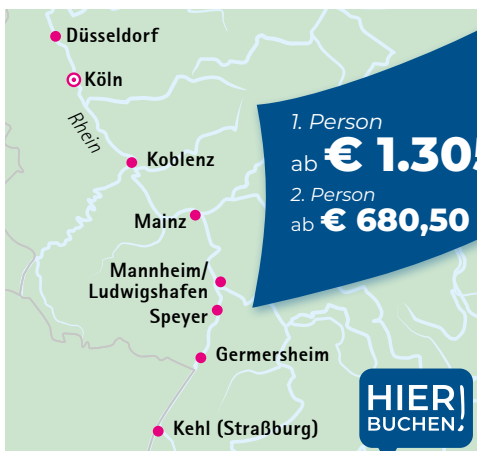 Düsseldorf
Köln
Rhein
1. Person
ab € 1.305
2. Person
ab € 680,50
Koblenz
Mainz
Mannheim/
Ludwigshafen
Speyer
Germersheim
Kehl (Straßburg)
HIER
BUCHEN!